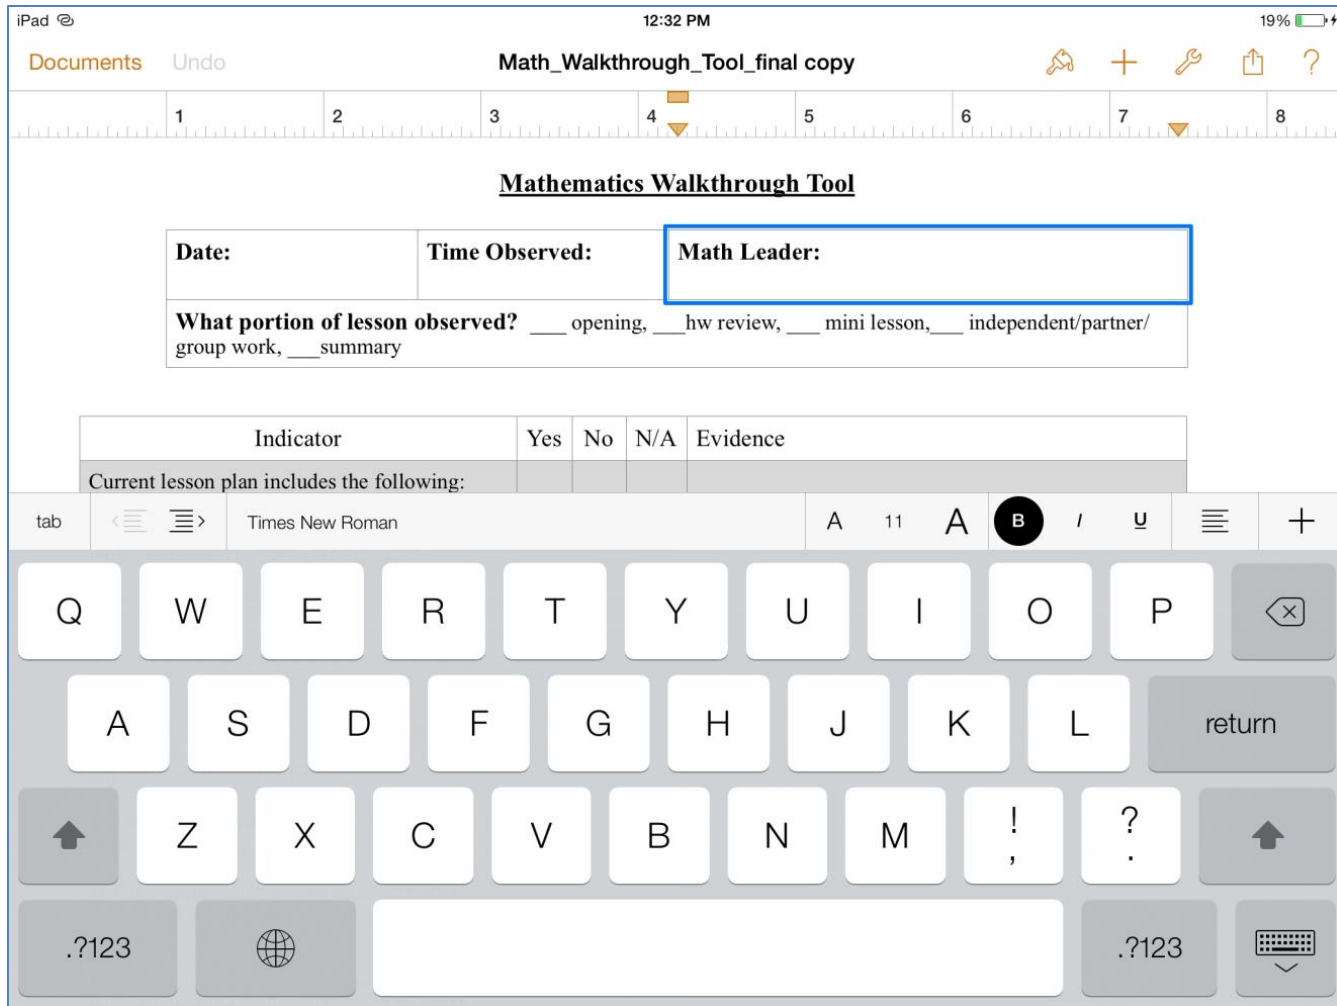 iPad 12:32 PM 19%
Documents Undo Math_Walkthrough_Tool_final copy ?
1 2 3 4 5 6 7 8
Mathematics Walkthrough Tool
Date: Time Observed: Math Leader:
What portion of lesson observed? ___ opening, ___hw review, ___ mini lesson,___ independent/partner/
group work, ___summary
Indicator Yes No N/A Evidence
Current lesson plan includes the following:
tab Times New Roman A 11 A B I U +
Q W E R T Y U I O P
A S D F G H J K L return
Z X C V B N M ! , ? .
.?123 .?123